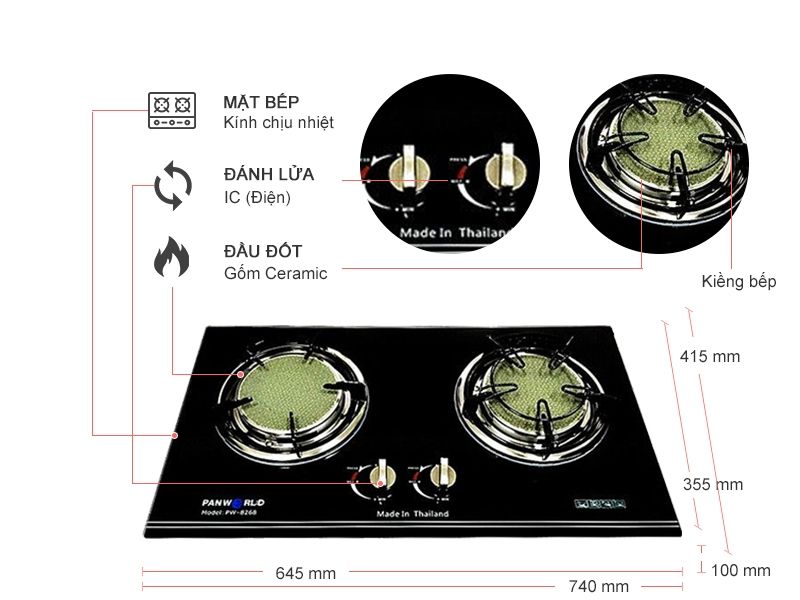 MẶT BẾP
Kính chịu nhiệt
ĐÁNH LỬA
IC (Điện)
ĐẦU ĐỐT
Gốm Ceramic
PRESS
Made In Thailand
Kiềng bếp
415 mm
355 mm
PANWORLD
Model: PW-8268
Made In Thailand
100 mm
645 mm
740 mm